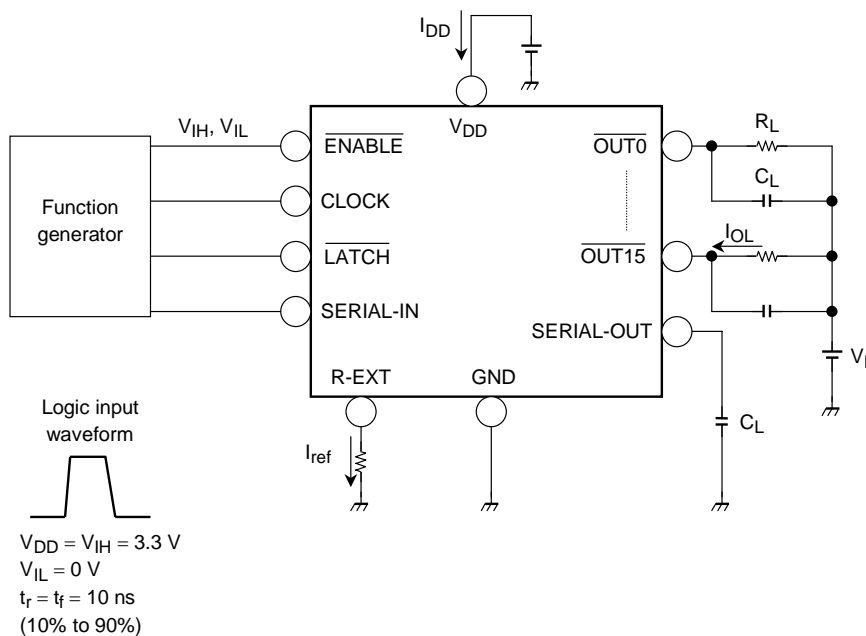 I_DD
V_IH, V_IL
Function
generator
ENABLE
CLOCK
LATCH
SERIAL-IN
V_DD
OUT0
OUT15
SERIAL-OUT
R-EXT
GND
R_L
C_L
I_OL
C_L
I_ref
Logic input
waveform
V_DD = V_IH = 3.3 V
V_IL = 0 V
t_r = t_f = 10 ns
(10% to 90%)